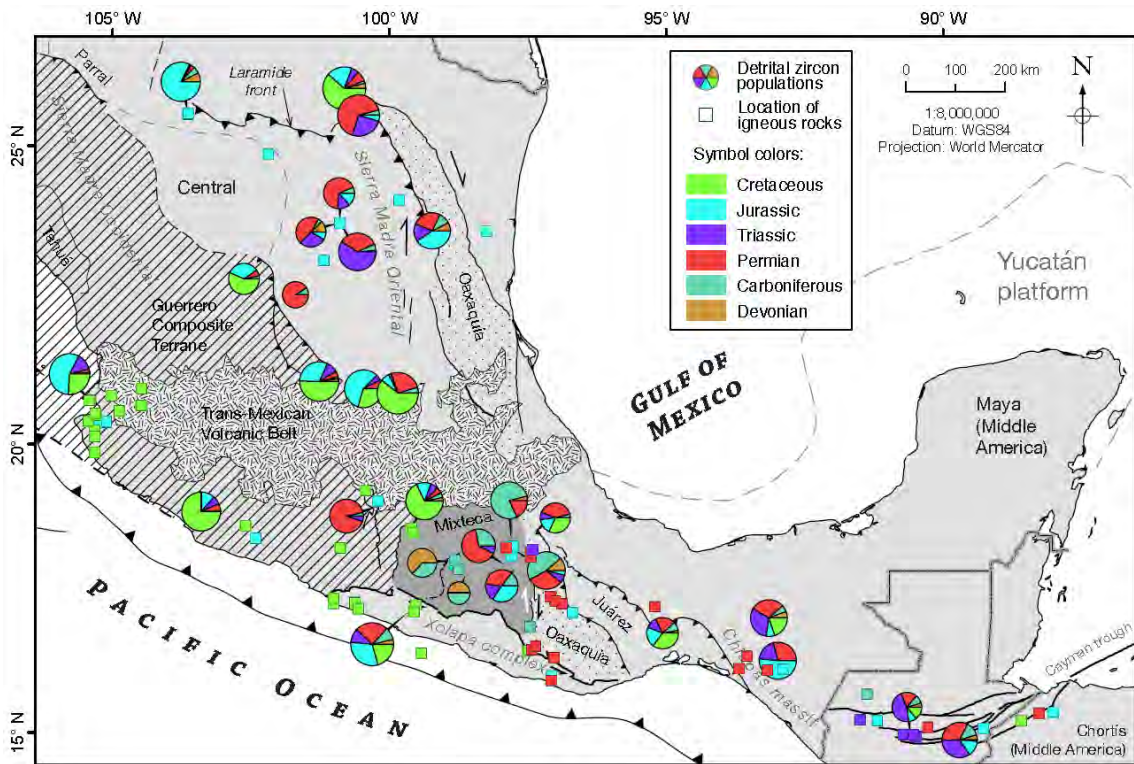 105° W
100° W
95° W
90° W
25° N
20° N
15° N
Parral
Laramide
front
Sierra Madre Occidental
Central
Sierra Madre Oriental
Tahué
Oaxaquia
Guerrero
Composite
Terrane
Trans-Mexican
Volcanic Belt
Detrital zircon
populations
Location of
igneous rocks
Symbol colors:
Cretaceous
Jurassic
Triassic
Permian
Carboniferous
Devonian
0 100 200 km
1:8,000,000
Datum: WGS84
Projection: World Mercator
N
Yucatán
platform
GULF OF
MEXICO
Maya
(Middle
America)
Mixteca
Juárez
Oaxaquia
Xolapa complex
Chiapas massif
Cayman trough
Chortís
(Middle America)
PACIFIC OCEAN